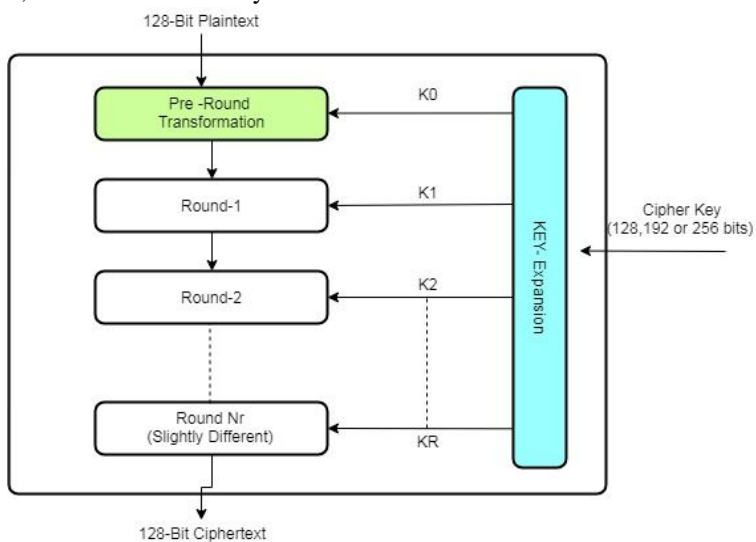 128-Bit Plaintext
Pre -Round
Transformation
K0
Round-1
K1
Cipher Key
(128,192 or 256 bits)
KEY- Expansion
Round-2
K2
Round Nr
(Slightly Different)
KR
128-Bit Ciphertext